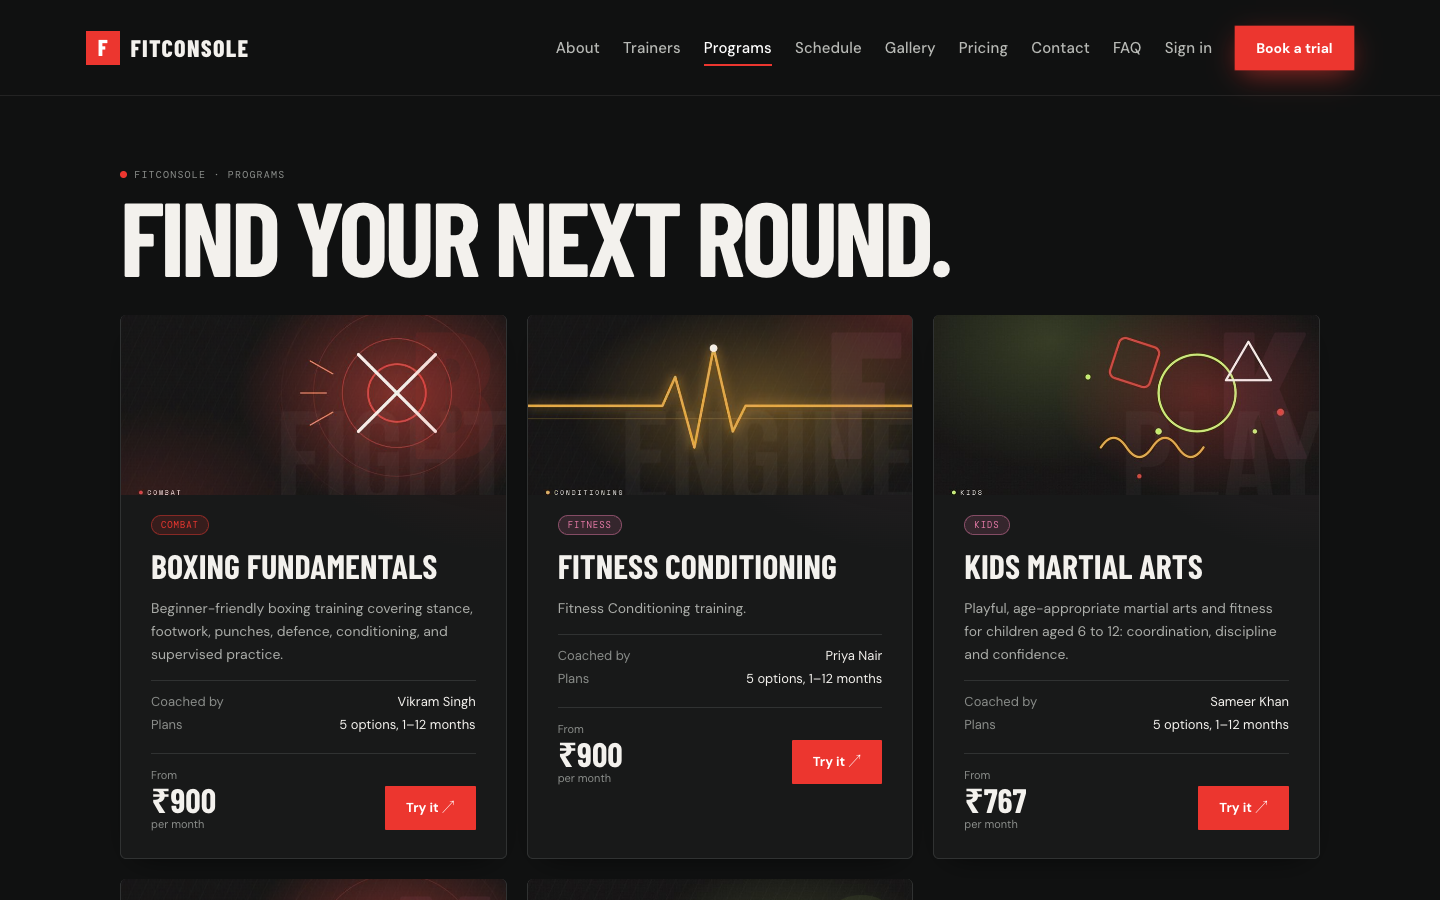 F FITCONSOLE
About Trainers Programs Schedule Gallery Pricing Contact FAQ Sign in Book a trial
FITCONSOLE · PROGRAMS
FIND YOUR NEXT ROUND.
FIGHT
COMBAT
COMBAT
BOXING FUNDAMENTALS
Beginner-friendly boxing training covering stance,
footwork, punches, defence, conditioning, and
supervised practice.
Coached by Vikram Singh
Plans 5 options, 1–12 months
From
₹900
per month
Try it ↗
F
ENGINE
CONDITIONING
FITNESS
FITNESS CONDITIONING
Fitness Conditioning training.
Coached by Priya Nair
Plans 5 options, 1–12 months
From
₹900
per month
Try it ↗
K
PLAY
KIDS
KIDS
KIDS MARTIAL ARTS
Playful, age-appropriate martial arts and fitness
for children aged 6 to 12: coordination, discipline
and confidence.
Coached by Sameer Khan
Plans 5 options, 1–12 months
From
₹767
per month
Try it ↗